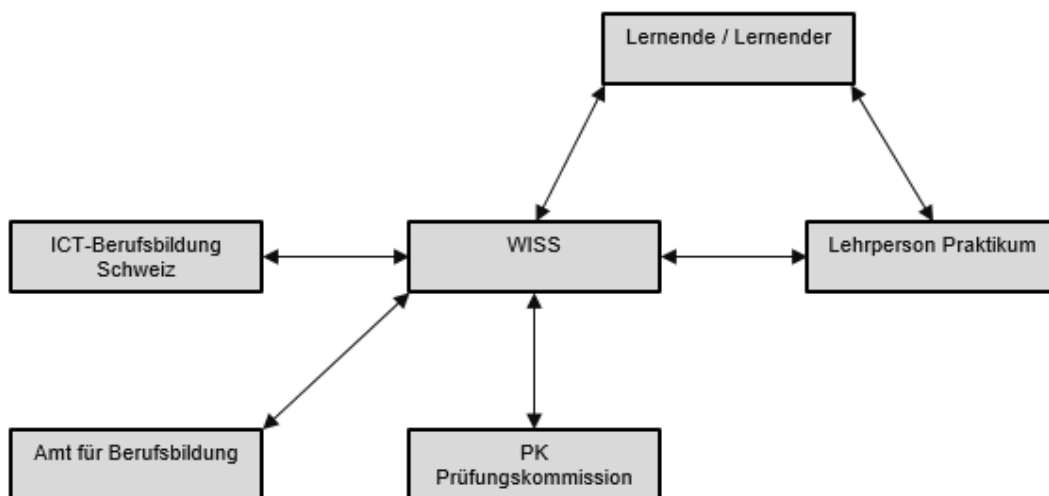 Lernende / Lernender
ICT-Berufsbildung
Schweiz
WISS
Lehrperson Praktikum
Amt für Berufsbildung
PK
Prüfungskommission